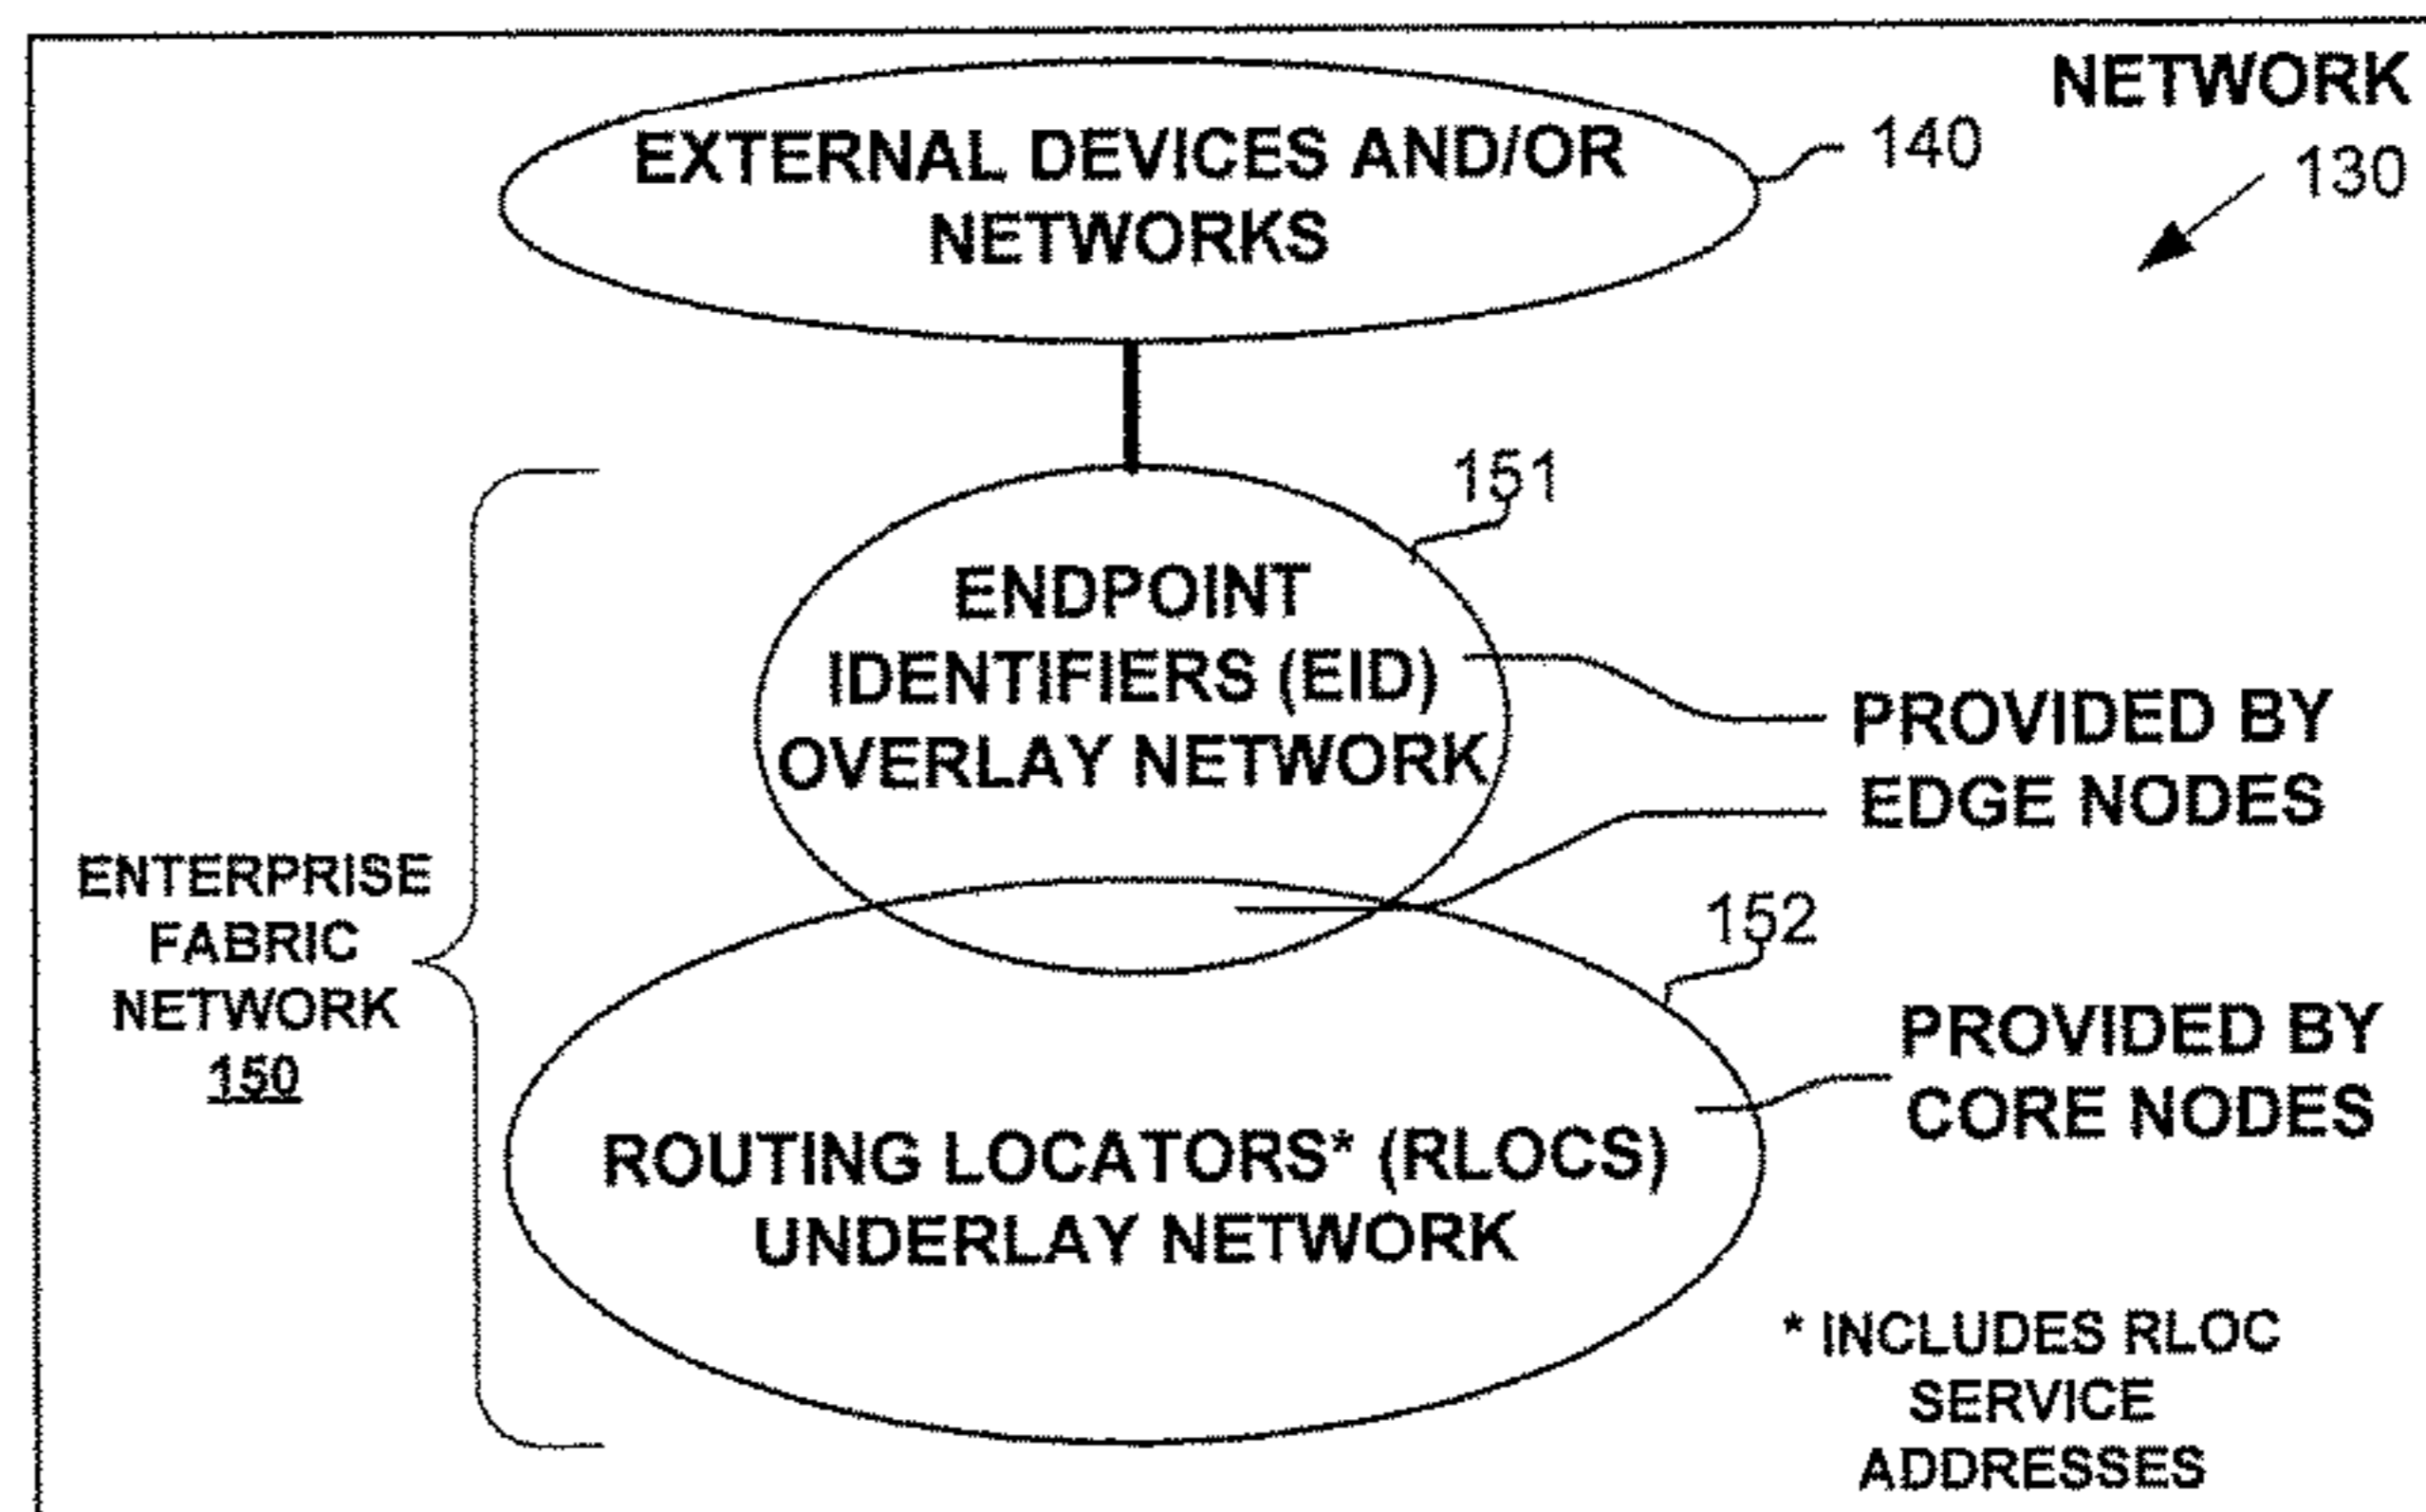 NETWORK
130
EXTERNAL DEVICES AND/OR
NETWORKS
140
151
ENDPOINT
IDENTIFIERS (EID)
OVERLAY NETWORK
PROVIDED BY
EDGE NODES
ENTERPRISE
FABRIC
NETWORK
150
152
PROVIDED BY
CORE NODES
ROUTING LOCATORS* (RLOCS)
UNDERLAY NETWORK
* INCLUDES RLOC
SERVICE
ADDRESSES